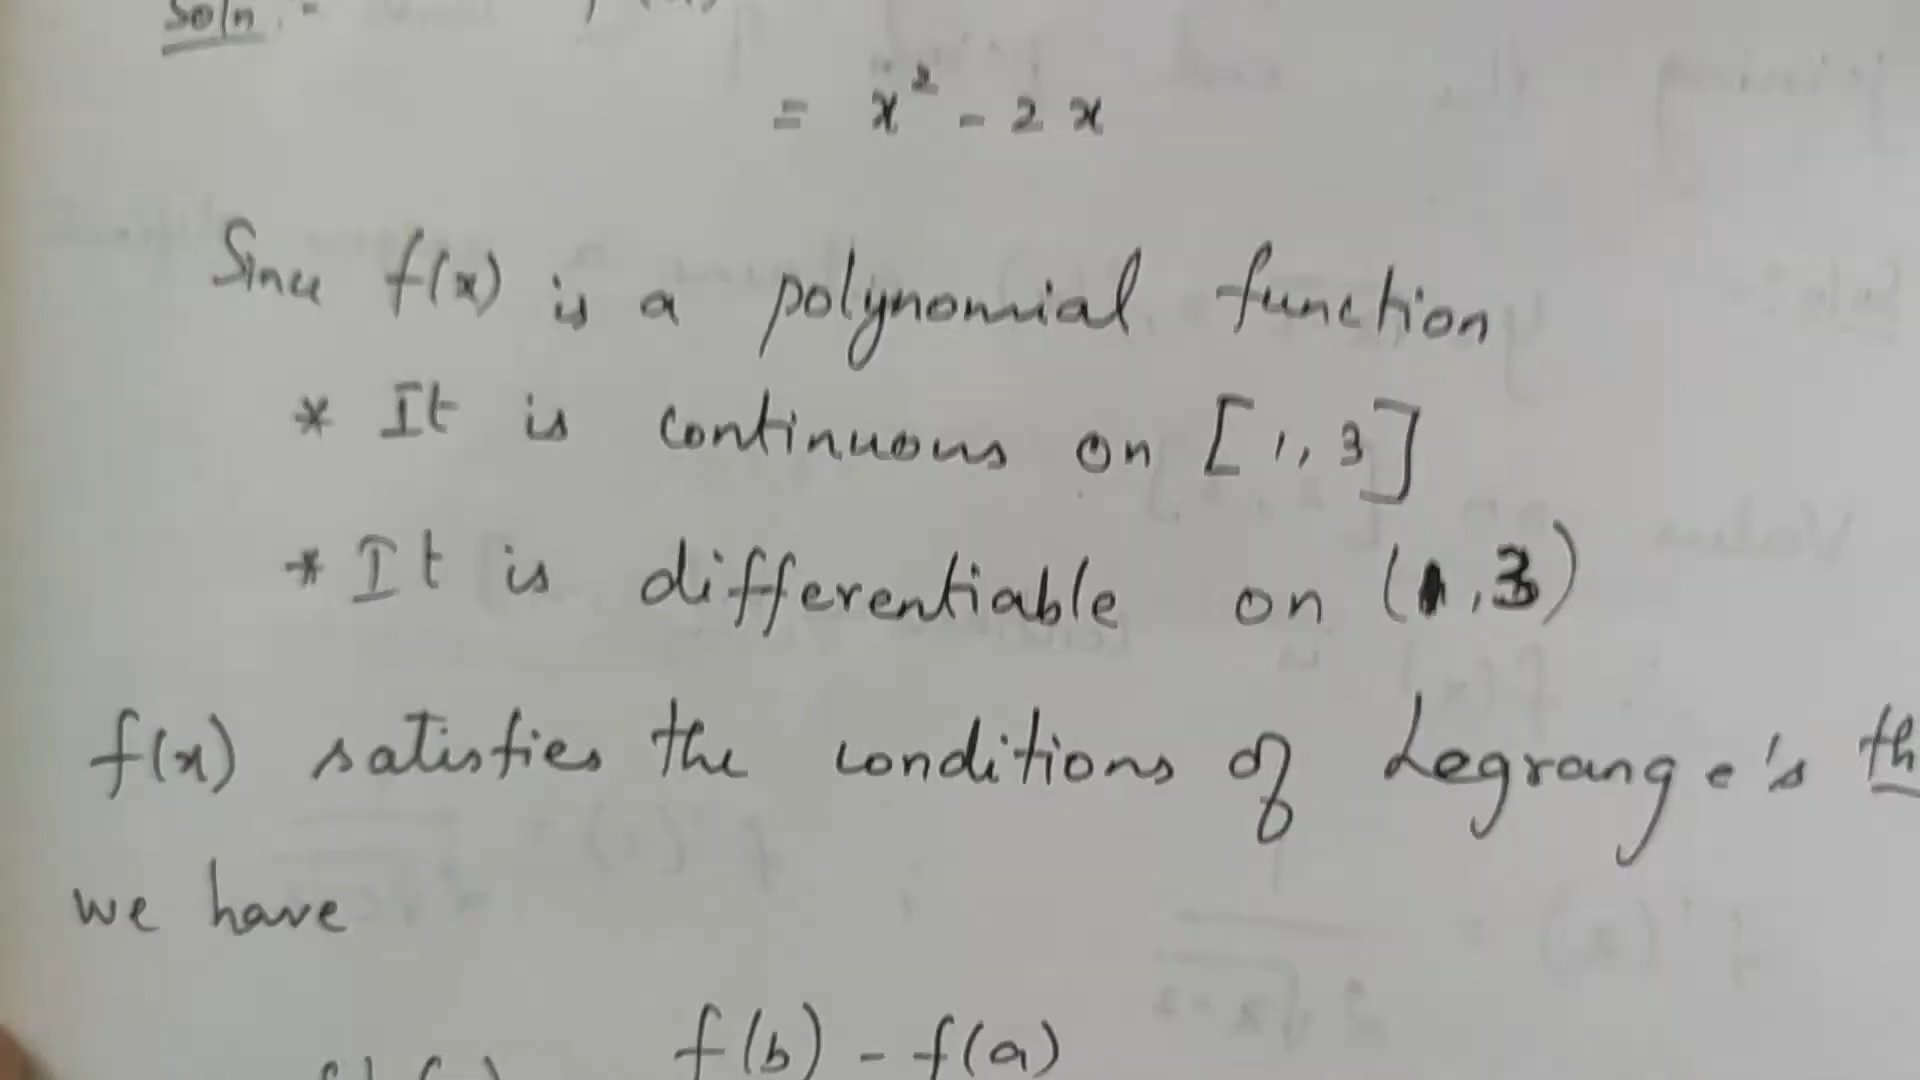 Soln :-
= x² - 2x
Since f(x) is a polynomial function
* It is continuous on [1, 3]
* It is differentiable on (1, 3)
f(x) satisfies the conditions of Legrange's th
we have
f(b) - f(a)